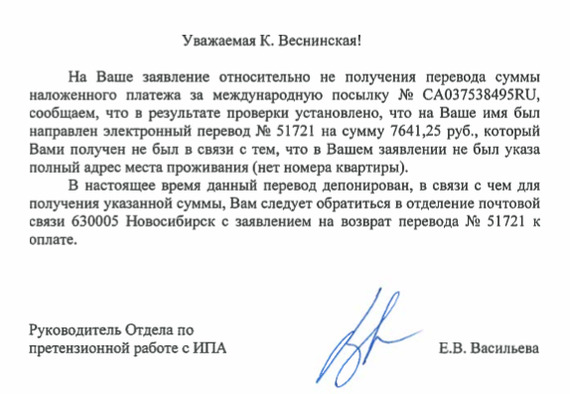 Уважаемая К. Веснинская!
На Ваше заявление относительно не получения перевода суммы
наложенного платежа за международную посылку № CA037538495RU,
сообщаем, что в результате проверки установлено, что на Ваше имя был
направлен электронный перевод № 51721 на сумму 7641,25 руб., который
Вами получен не был в связи с тем, что в Вашем заявлении не был указа
полный адрес места проживания (нет номера квартиры).
В настоящее время данный перевод депонирован, в связи с чем для
получения указанной суммы, Вам следует обратиться в отделение почтовой
связи 630005 Новосибирск с заявлением на возврат перевода № 51721 к
оплате.
Руководитель Отдела по
претензионной работе с ИПА
Е.В. Васильева